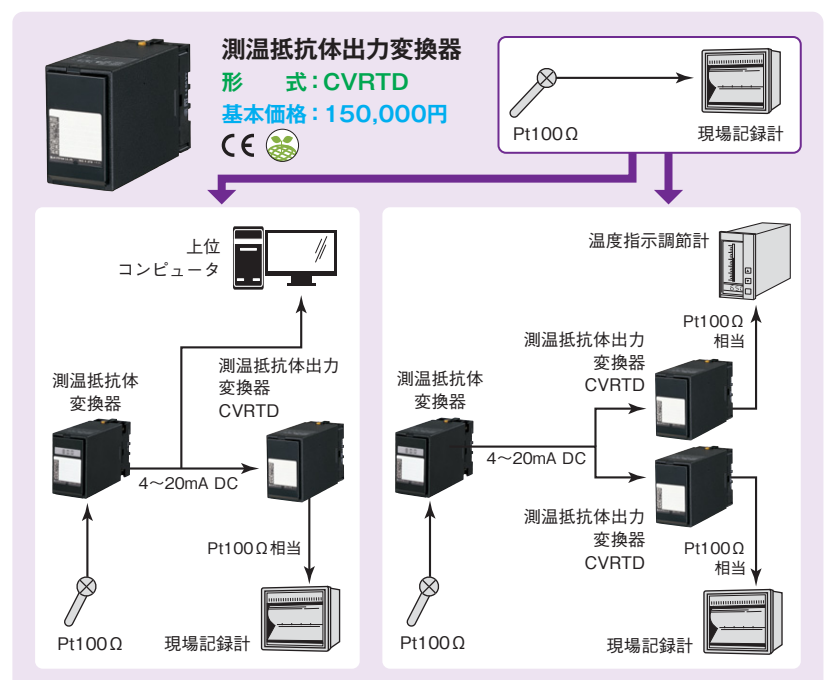 測温抵抗体出力変換器
形　式：CVRTD
基本価格：150,000円
CE
Pt100Ω
現場記録計
上位
コンピュータ
測温抵抗体
変換器
測温抵抗体出力
変換器
CVRTD
4〜20mA DC
Pt100Ω相当
Pt100Ω
現場記録計
温度指示調節計
Pt100Ω
相当
測温抵抗体出力
変換器
CVRTD
測温抵抗体
変換器
4〜20mA DC
測温抵抗体出力
変換器
CVRTD
Pt100Ω
相当
Pt100Ω
現場記録計